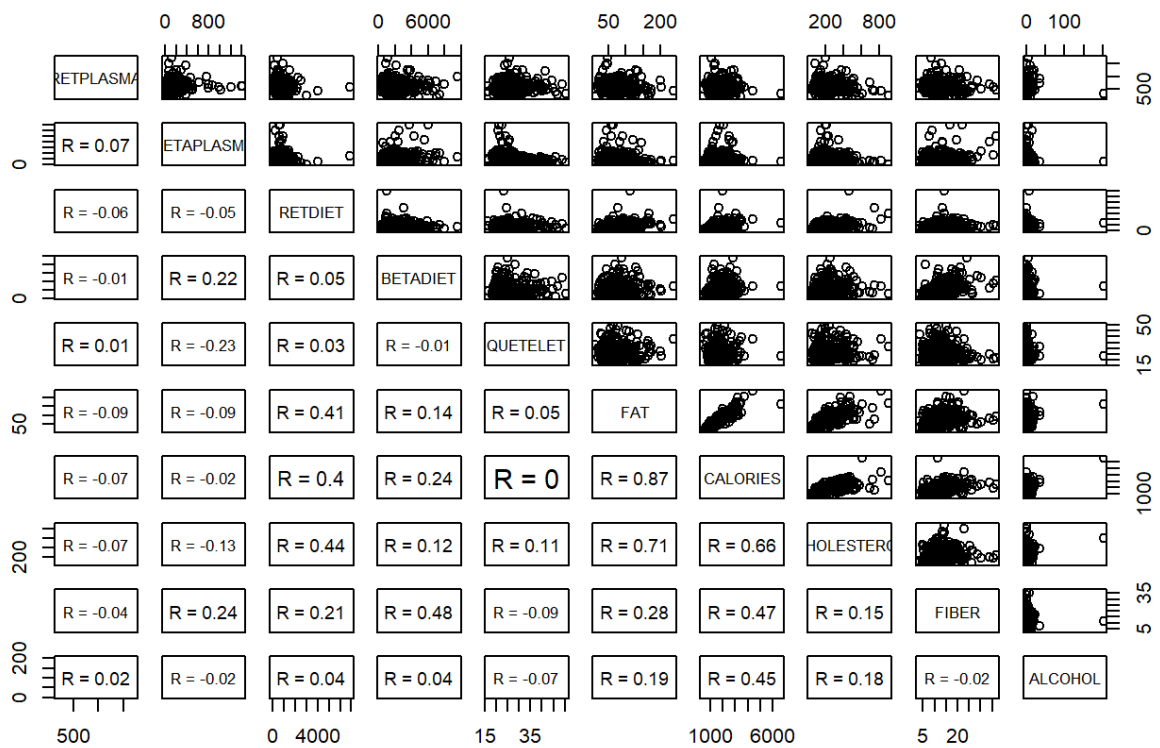 0 800 0 6000 50 200 200 800 0 100
RETPLASMA 500
0 R = 0.07 ETAPLASM
R = -0.06 R = -0.05 RETDIET 0
0 R = -0.01 R = 0.22 R = 0.05 BETADIET
R = 0.01 R = -0.23 R = 0.03 R = -0.01 QUETELET 15 50
50 R = -0.09 R = -0.09 R = 0.41 R = 0.14 R = 0.05 FAT
R = -0.07 R = -0.02 R = 0.4 R = 0.24 R = 0 R = 0.87 CALORIES 1000
200 R = -0.07 R = -0.13 R = 0.44 R = 0.12 R = 0.11 R = 0.71 R = 0.66 HOLESTERO
R = -0.04 R = 0.24 R = 0.21 R = 0.48 R = -0.09 R = 0.28 R = 0.47 R = 0.15 FIBER 5 35
0 200 R = 0.02 R = -0.02 R = 0.04 R = 0.04 R = -0.07 R = 0.19 R = 0.45 R = 0.18 R = -0.02 ALCOHOL
500 0 4000 15 35 1000 6000 5 20